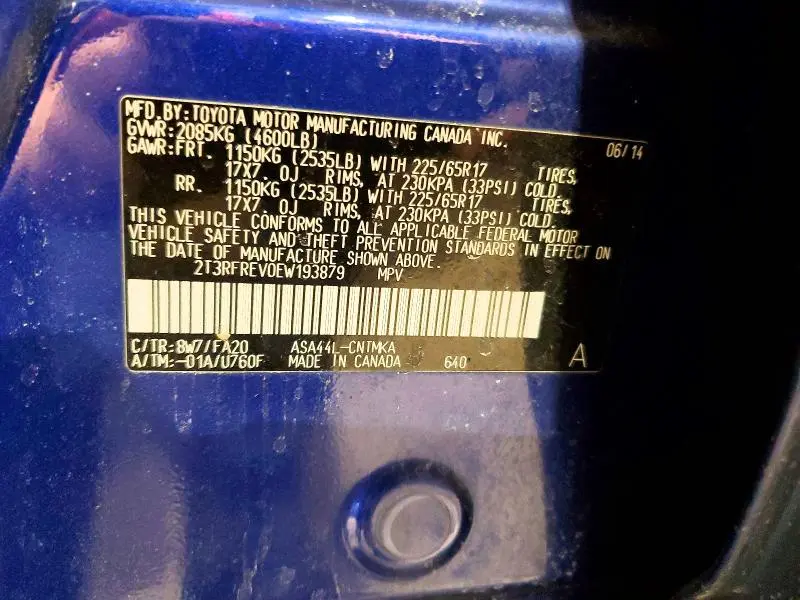 MFD. BY: TOYOTA MOTOR MANUFACTURING CANADA INC.
GVWR: 2085KG (4600LB) 06/14
GAWR: FRT. 1150KG (2535LB) WITH 225/65R17 TIRES,
17X7. 0J RIMS, AT 230KPA (33PSI) COLD.
RR. 1150KG (2535LB) WITH 225/65R17 TIRES,
17X7. 0J RIMS, AT 230KPA (33PSI) COLD.
THIS VEHICLE CONFORMS TO ALL APPLICABLE FEDERAL MOTOR
VEHICLE SAFETY AND THEFT PREVENTION STANDARDS IN EFFECT ON
THE DATE OF MANUFACTURE SHOWN ABOVE.
2T3RFREV0EW193879 MPV
C/TR: 8W7/FA20 ASA44L-CNTMKA
A/TM: -01A/U760F MADE IN CANADA 640 A